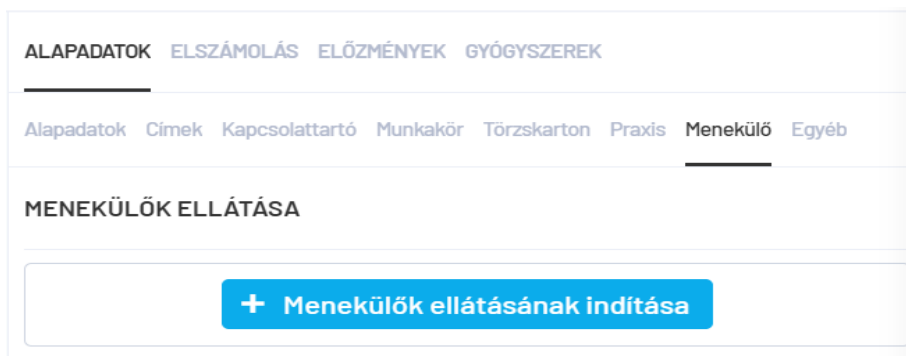 ALAPADATOK ELSZÁMOLÁS ELŐZMÉNYEK GYÓGYSZEREK
Alapadatok Címek Kapcsolattartó Munkakör Törzskarton Praxis Menekülő Egyéb
MENEKÜLŐK ELLÁTÁSA
+ Menekülők ellátásának indítása